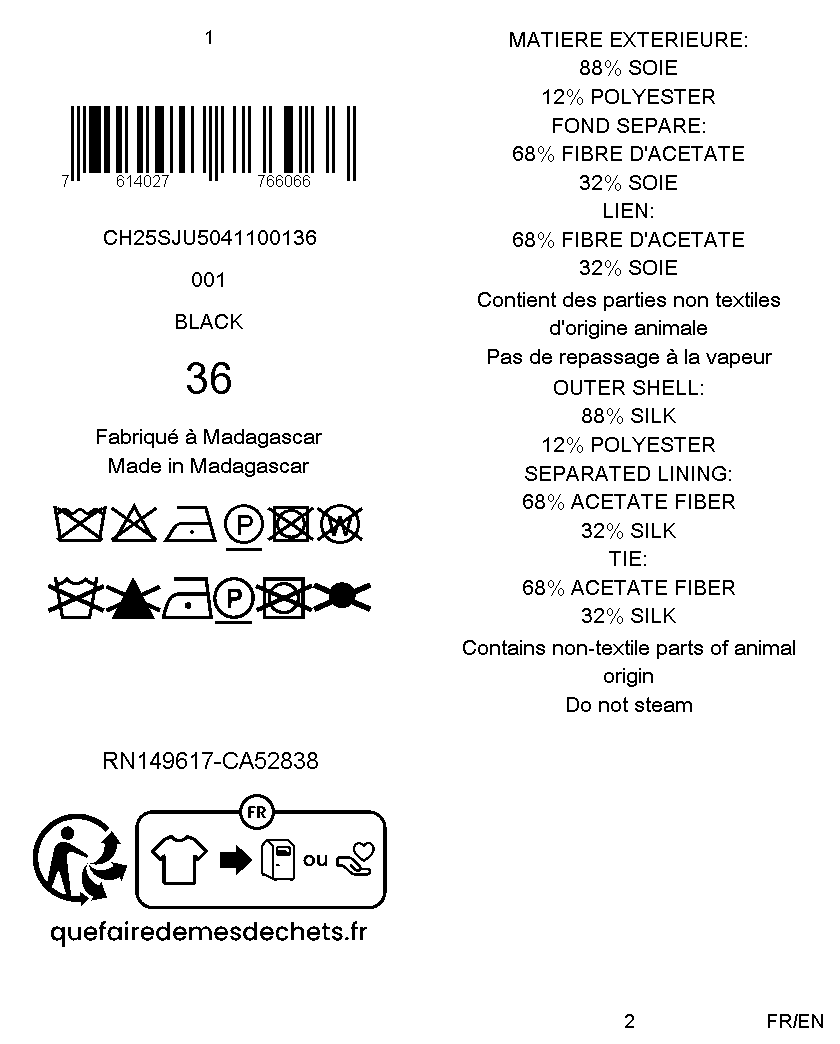 1
7 614027 766066
CH25SJU5041100136
001
BLACK
36
Fabriqué à Madagascar
Made in Madagascar
P W
P
RN149617-CA52838
FR
ou
quefairedemesdechets.fr
MATIERE EXTERIEURE:
88% SOIE
12% POLYESTER
FOND SEPARE:
68% FIBRE D'ACETATE
32% SOIE
LIEN:
68% FIBRE D'ACETATE
32% SOIE
Contient des parties non textiles
d'origine animale
Pas de repassage à la vapeur
OUTER SHELL:
88% SILK
12% POLYESTER
SEPARATED LINING:
68% ACETATE FIBER
32% SILK
TIE:
68% ACETATE FIBER
32% SILK
Contains non-textile parts of animal
origin
Do not steam
2 FR/EN